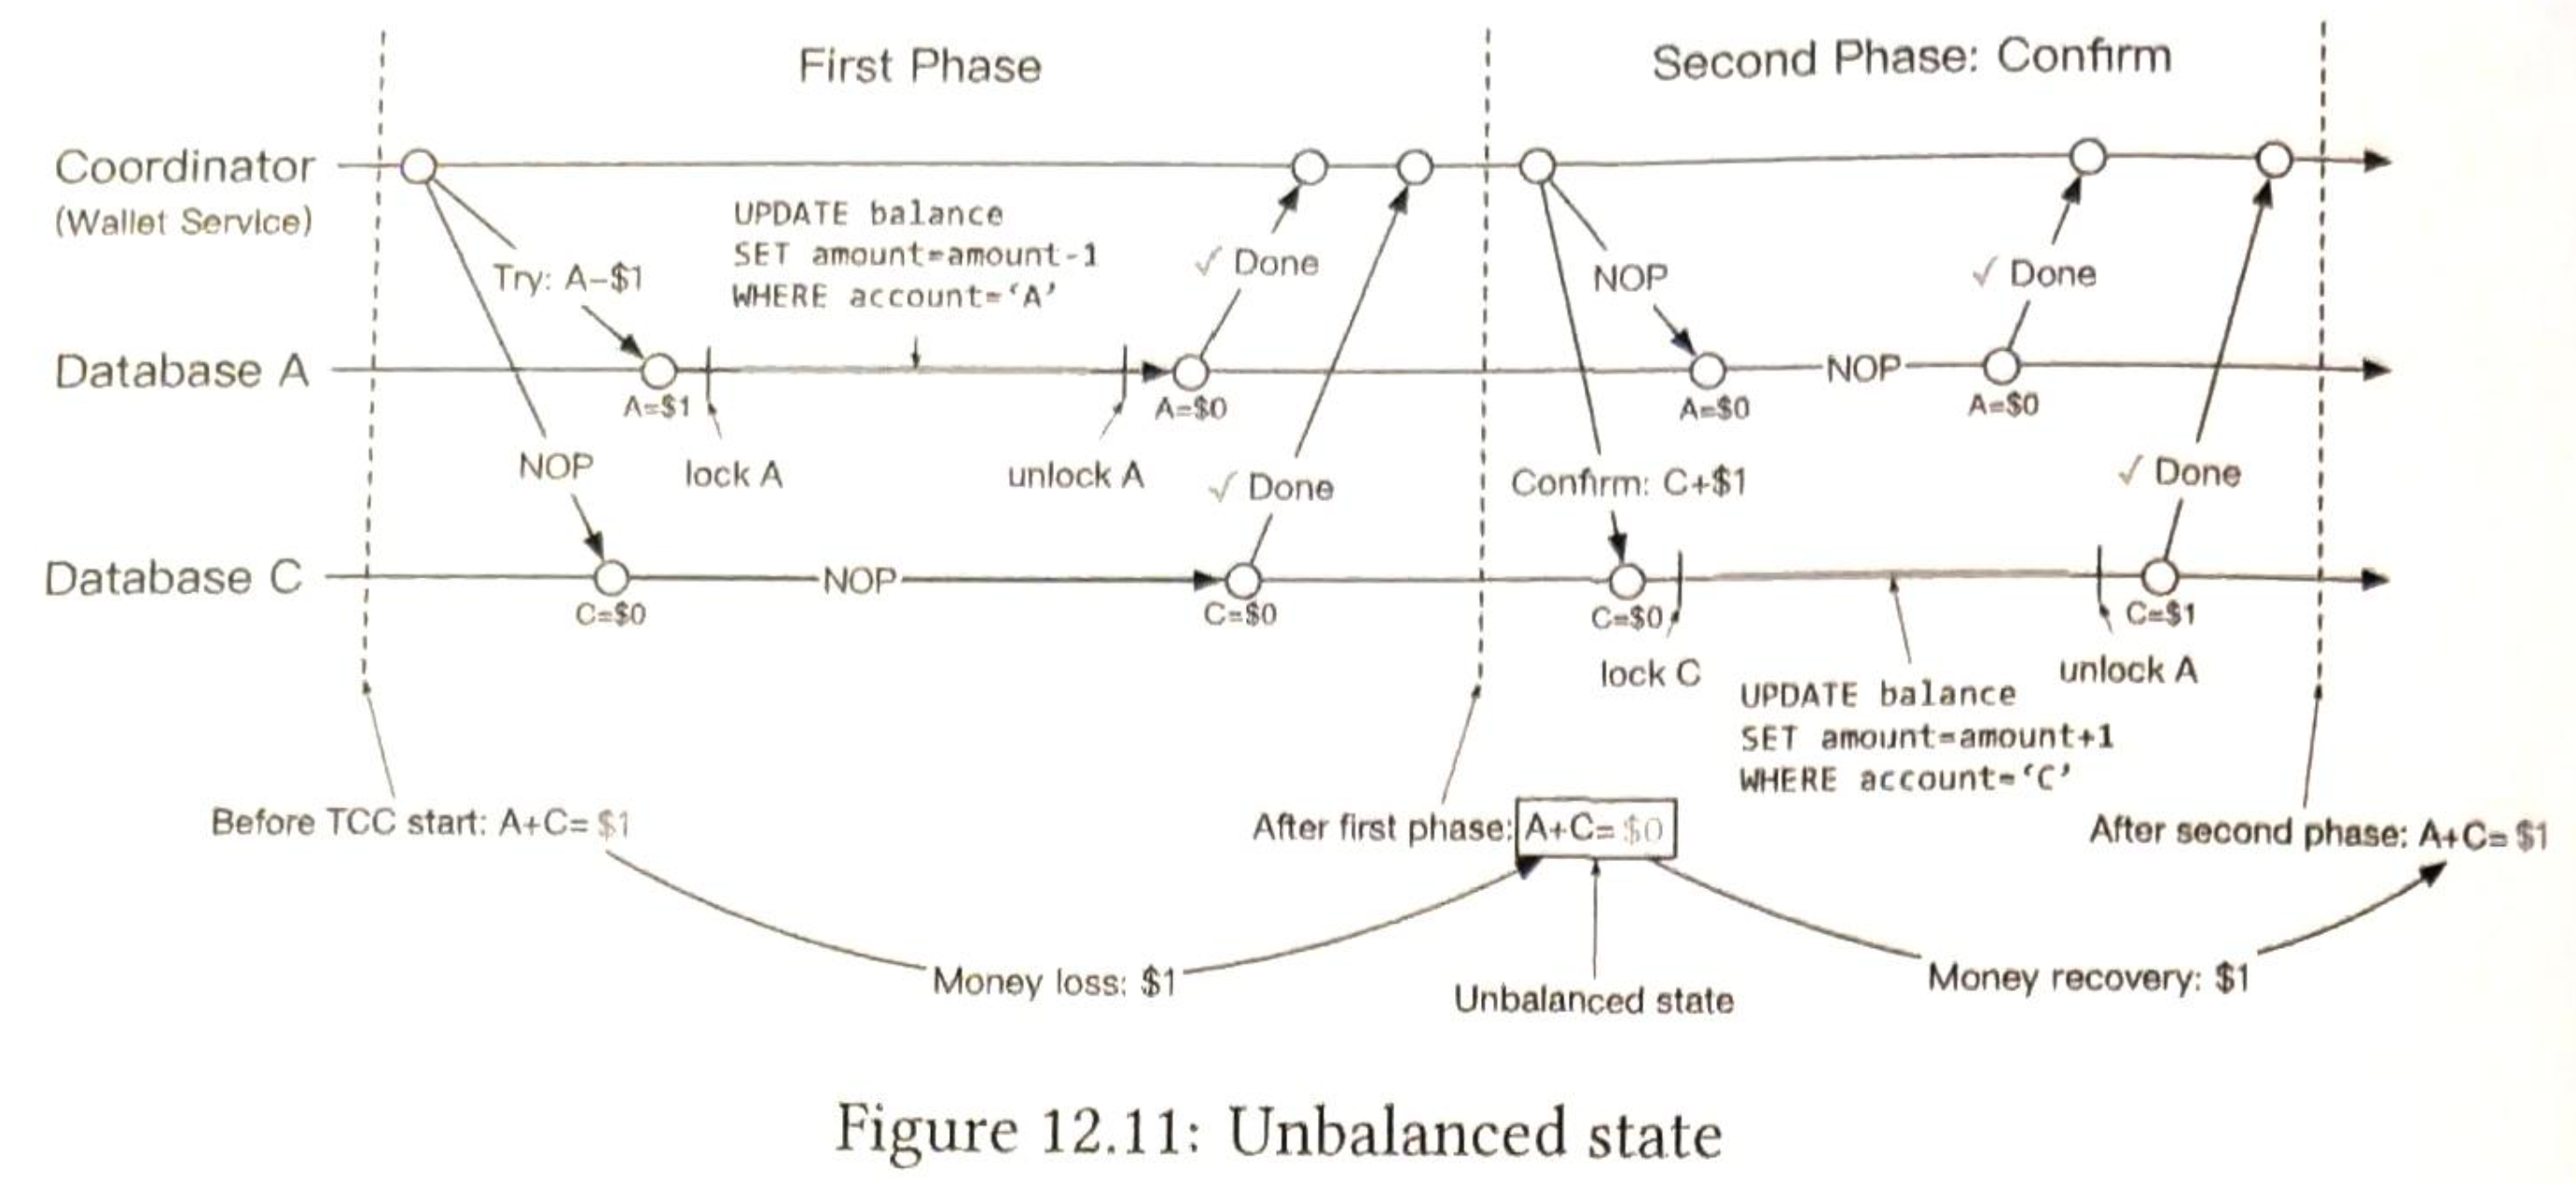 First Phase
Second Phase: Confirm
Coordinator
(Wallet Service)
UPDATE balance
SET amount=amount-1
WHERE account=‘A’
Try: A−$1
✓ Done
NOP
✓ Done
Database A
NOP
A=$1
A=$0
A=$0
A=$0
NOP
lock A
unlock A
✓ Done
Confirm: C+$1
✓ Done
Database C
NOP
C=$0
C=$0
C=$0
C=$1
lock C
unlock A
UPDATE balance
SET amount=amount+1
WHERE account=‘C’
Before TCC start: A+C= $1
After first phase: A+C= $0
After second phase: A+C= $1
Money loss: $1
Unbalanced state
Money recovery: $1
Figure 12.11: Unbalanced state